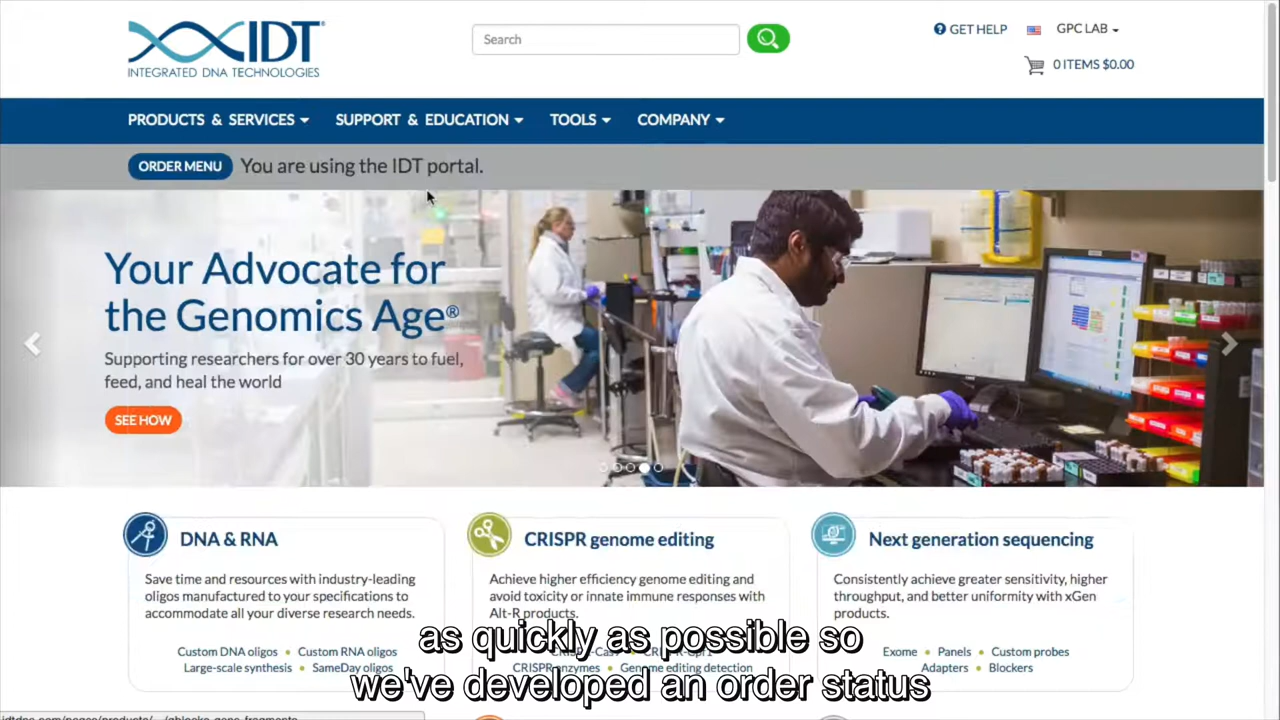 IDT
INTEGRATED DNA TECHNOLOGIES
Search
GET HELP
GPC LAB
0 ITEMS $0.00
PRODUCTS & SERVICES
SUPPORT & EDUCATION
TOOLS
COMPANY
ORDER MENU
You are using the IDT portal.
Your Advocate for
the Genomics Age®
Supporting researchers for over 30 years to fuel,
feed, and heal the world
SEE HOW
DNA & RNA
Save time and resources with industry-leading
oligos manufactured to your specifications to
accommodate all your diverse research needs.
Custom DNA oligos • Custom RNA oligos
Large-scale synthesis • SameDay oligos
CRISPR genome editing
Achieve higher efficiency genome editing and
avoid toxicity or innate immune responses with
Alt-R products.
Genome editing detection
Next generation sequencing
Consistently achieve greater sensitivity, higher
throughput, and better uniformity with xGen
products.
Exome • Panels • Custom probes
Adapters • Blockers
as quickly as possible so
we've developed an order status